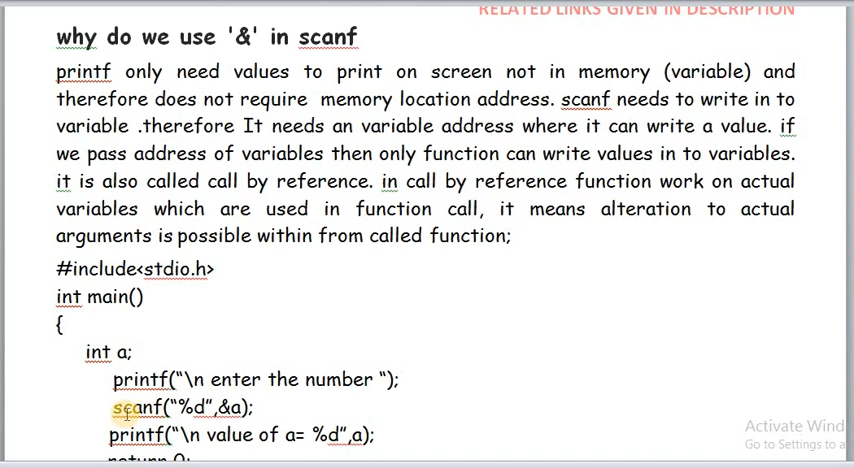 RELATED LINKS GIVEN IN DESCRIPTION
why do we use '&' in scanf
printf only need values to print on screen not in memory (variable) and
therefore does not require memory location address. scanf needs to write in to
variable .therefore It needs an variable address where it can write a value. if
we pass address of variables then only function can write values in to variables.
it is also called call by reference. in call by reference function work on actual
variables which are used in function call, it means alteration to actual
arguments is possible within from called function;
#include<stdio.h>
int main()
{
int a;
printf(“\n enter the number “);
scanf(“%d”,&a);
printf(“\n value of a= %d”,a);
return 0;
Activate Wind
Go to Settings to a